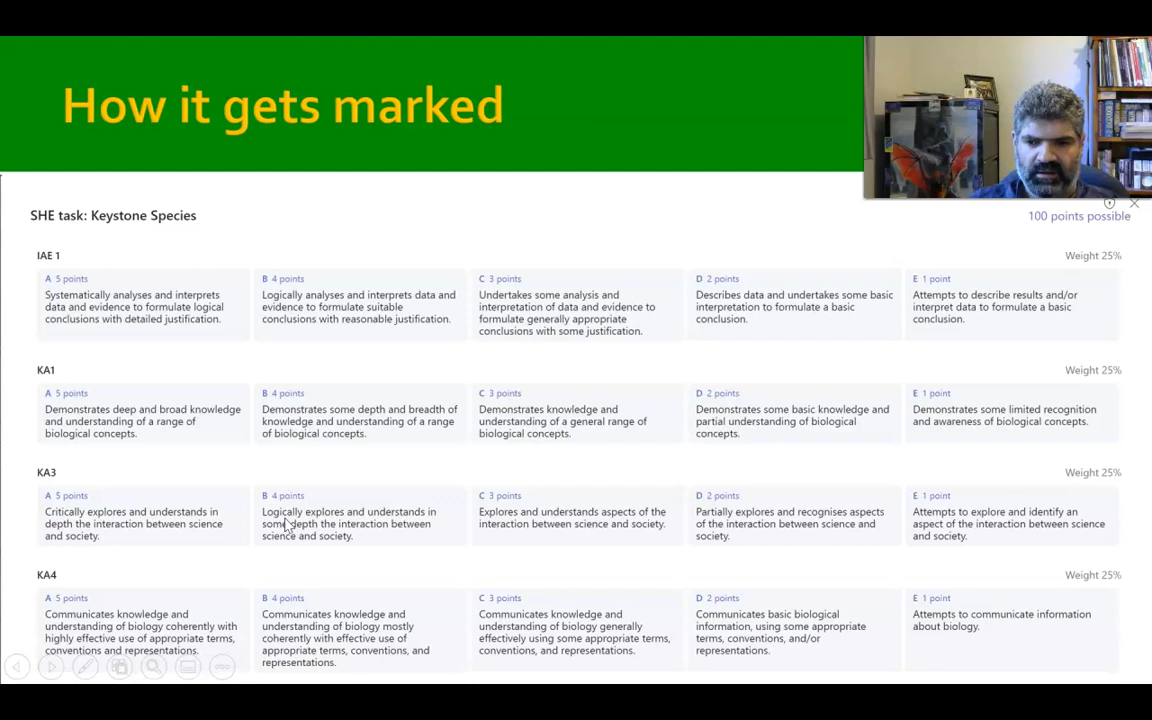 How it gets marked
SHE task: Keystone Species
100 points possible
IAE 1
Weight 25%
A 5 points
Systematically analyses and interprets
data and evidence to formulate logical
conclusions with detailed justification.
B 4 points
Logically analyses and interprets data and
evidence to formulate suitable
conclusions with reasonable justification.
C 3 points
Undertakes some analysis and
interpretation of data and evidence to
formulate generally appropriate
conclusions with some justification.
D 2 points
Describes data and undertakes some basic
interpretation to formulate a basic
conclusion.
E 1 point
Attempts to describe results and/or
interpret data to formulate a basic
conclusion.
KA1
Weight 25%
A 5 points
Demonstrates deep and broad knowledge
and understanding of a range of
biological concepts.
B 4 points
Demonstrates some depth and breadth of
knowledge and understanding of a range
of biological concepts.
C 3 points
Demonstrates knowledge and
understanding of a general range of
biological concepts.
D 2 points
Demonstrates some basic knowledge and
partial understanding of biological
concepts.
E 1 point
Demonstrates some limited recognition
and awareness of biological concepts.
KA3
Weight 25%
A 5 points
Critically explores and understands in
depth the interaction between science
and society.
B 4 points
Logically explores and understands in
some depth the interaction between
science and society.
C 3 points
Explores and understands aspects of the
interaction between science and society.
D 2 points
Partially explores and recognises aspects
of the interaction between science and
society.
E 1 point
Attempts to explore and identify an
aspect of the interaction between science
and society.
KA4
Weight 25%
A 5 points
Communicates knowledge and
understanding of biology coherently with
highly effective use of appropriate terms,
conventions and representations.
B 4 points
Communicates knowledge and
understanding of biology mostly
coherently with effective use of
appropriate terms, conventions, and
representations.
C 3 points
Communicates knowledge and
understanding of biology generally
effectively using some appropriate terms,
conventions, and representations.
D 2 points
Communicates basic biological
information, using some appropriate
terms, conventions, and/or
representations.
E 1 point
Attempts to communicate information
about biology.